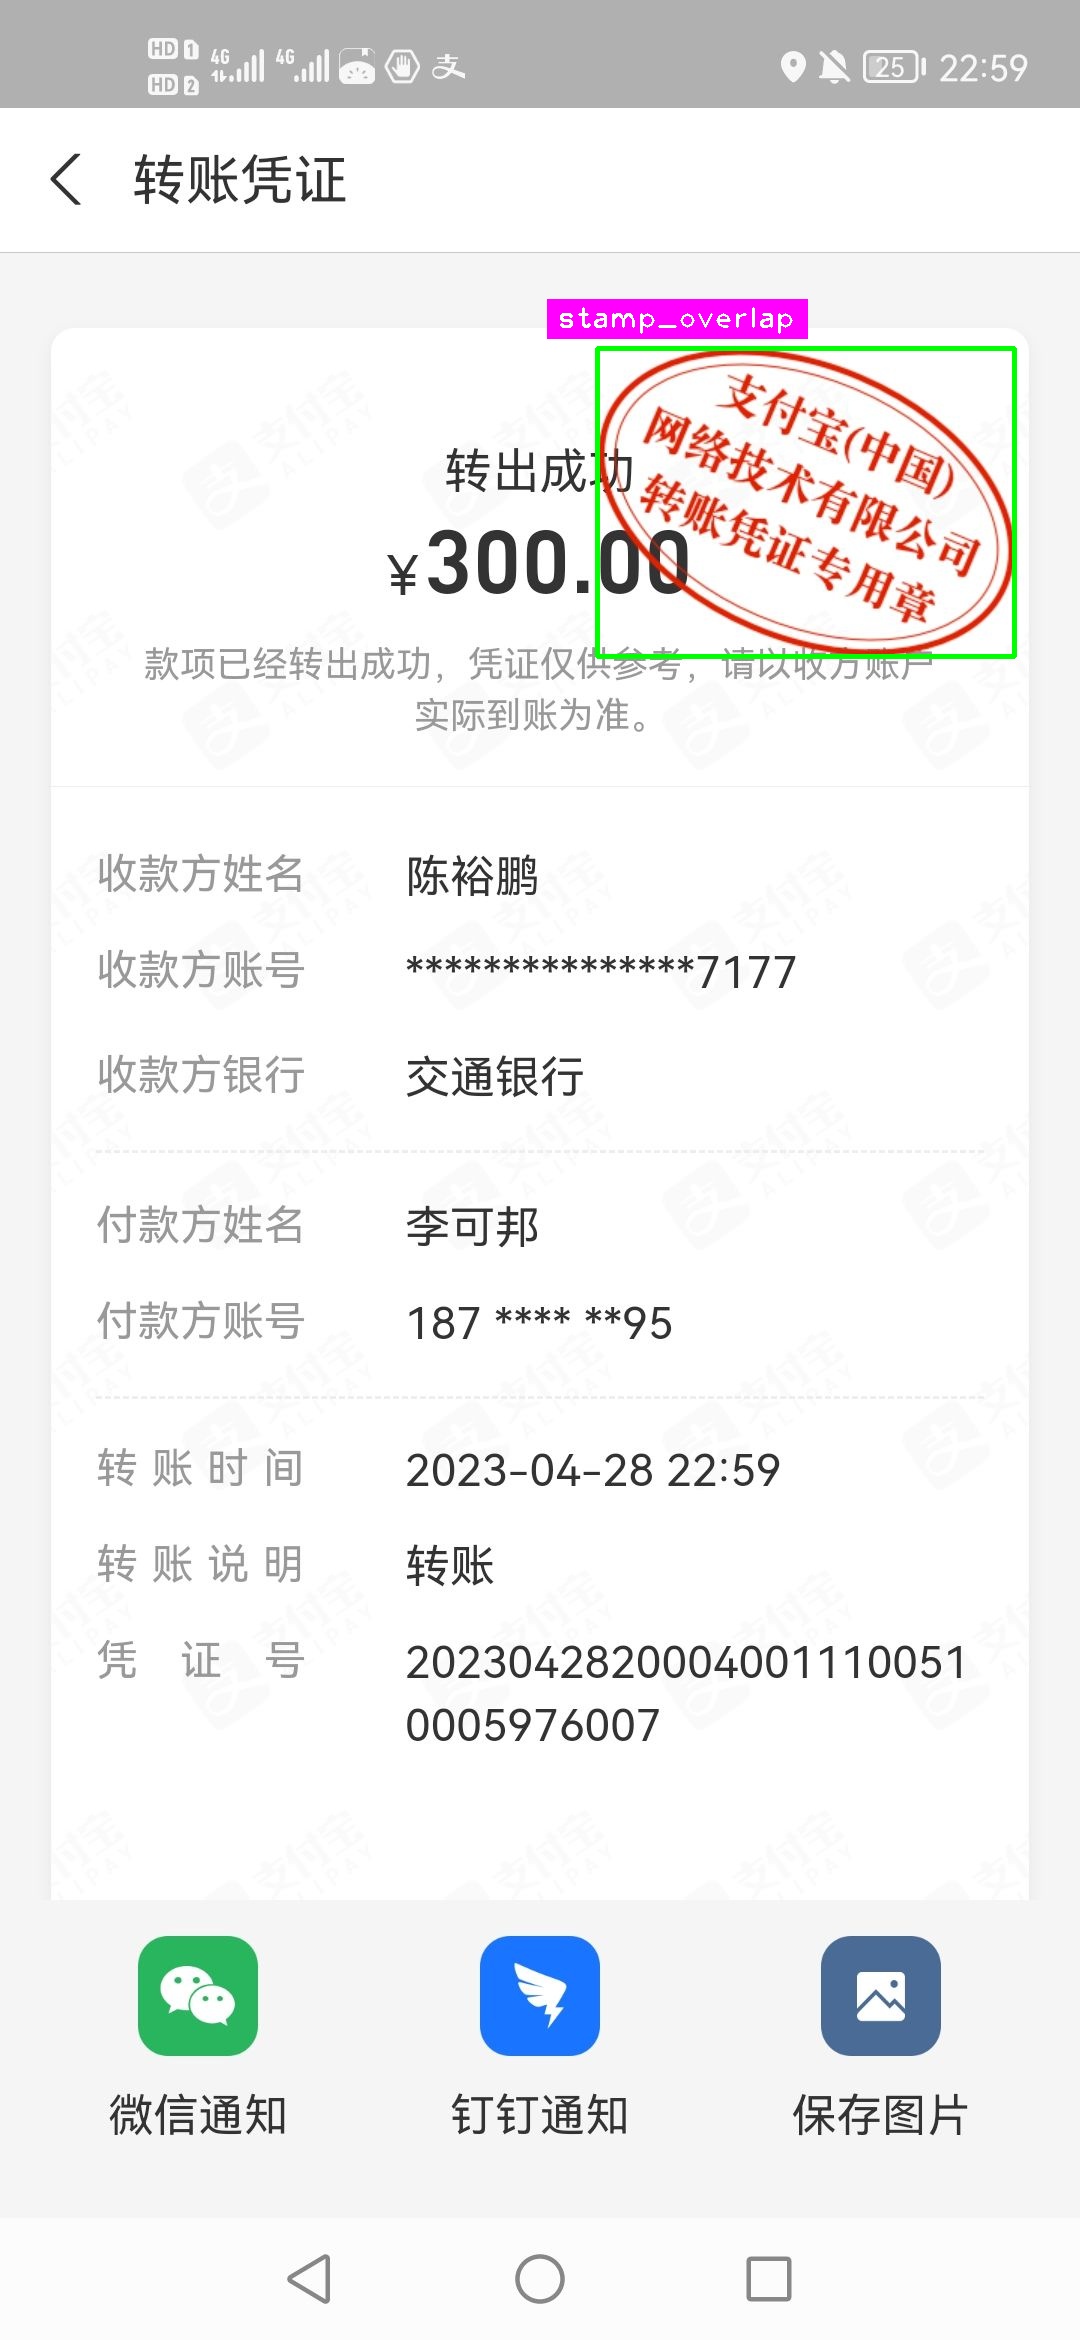 HD 1 4G 4G 支 25 22:59
HD 2
转账凭证
stamp_overlap
支付宝(中国)
网络技术有限公司
转账凭证专用章
转出成功
¥300.00
款项已经转出成功，凭证仅供参考，请以收方账户
实际到账为准。
收款方姓名 陈裕鹏
收款方账号 ***************7177
收款方银行 交通银行
付款方姓名 李可邦
付款方账号 187 **** **95
转账时间 2023-04-28 22:59
转账说明 转账
凭证号 2023042820004001110051
0005976007
微信通知 钉钉通知 保存图片
支付宝
ALIPAY